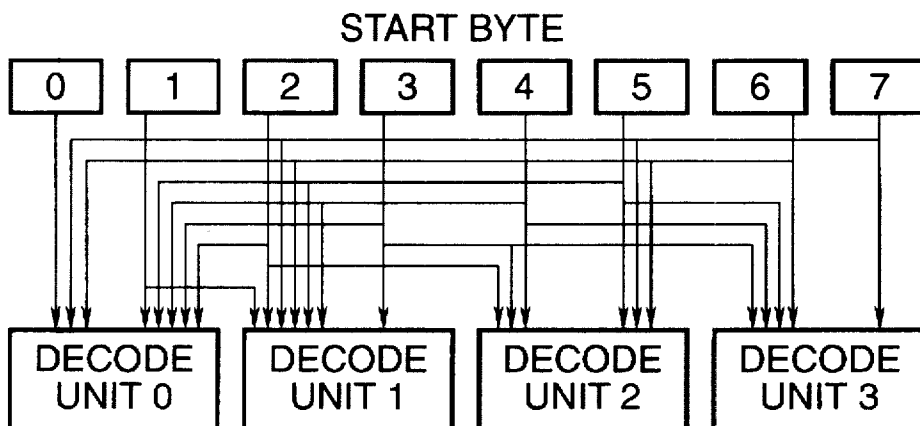 START BYTE
0 1 2 3 4 5 6 7
DECODE DECODE DECODE DECODE
UNIT 0 UNIT 1 UNIT 2 UNIT 3